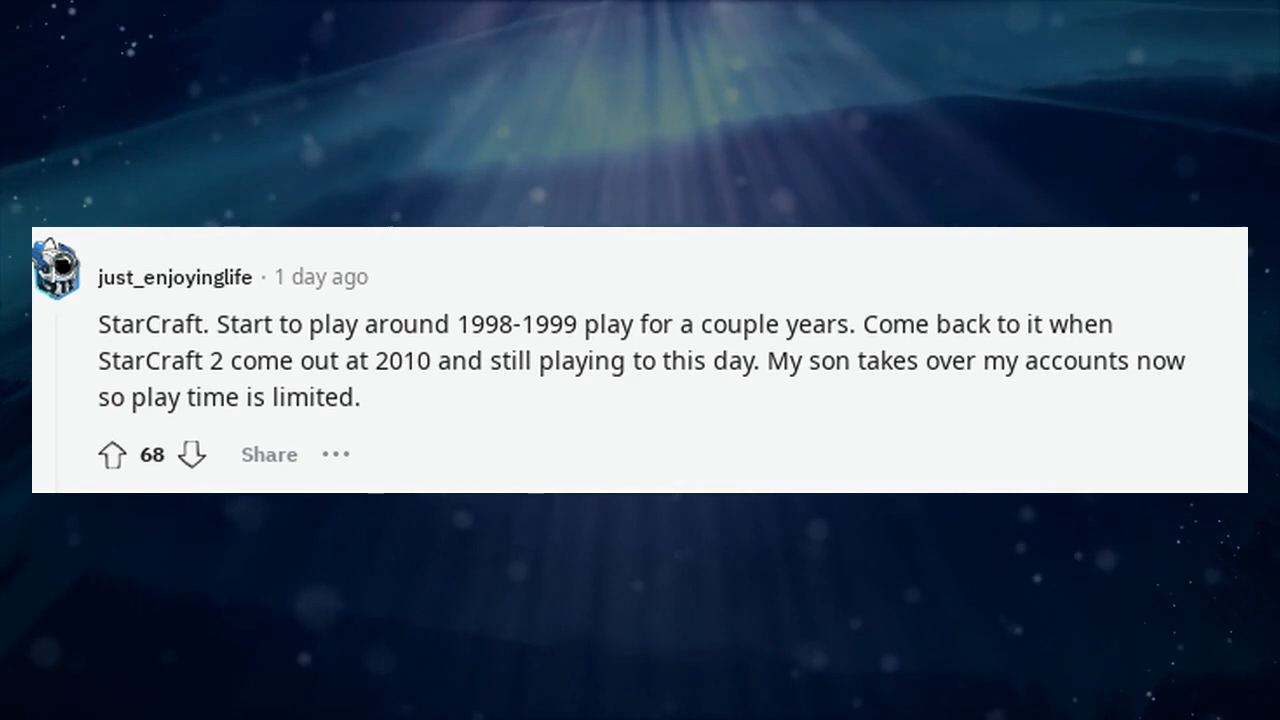 just_enjoyinglife · 1 day ago
StarCraft. Start to play around 1998-1999 play for a couple years. Come back to it when
StarCraft 2 come out at 2010 and still playing to this day. My son takes over my accounts now
so play time is limited.
68 Share •••